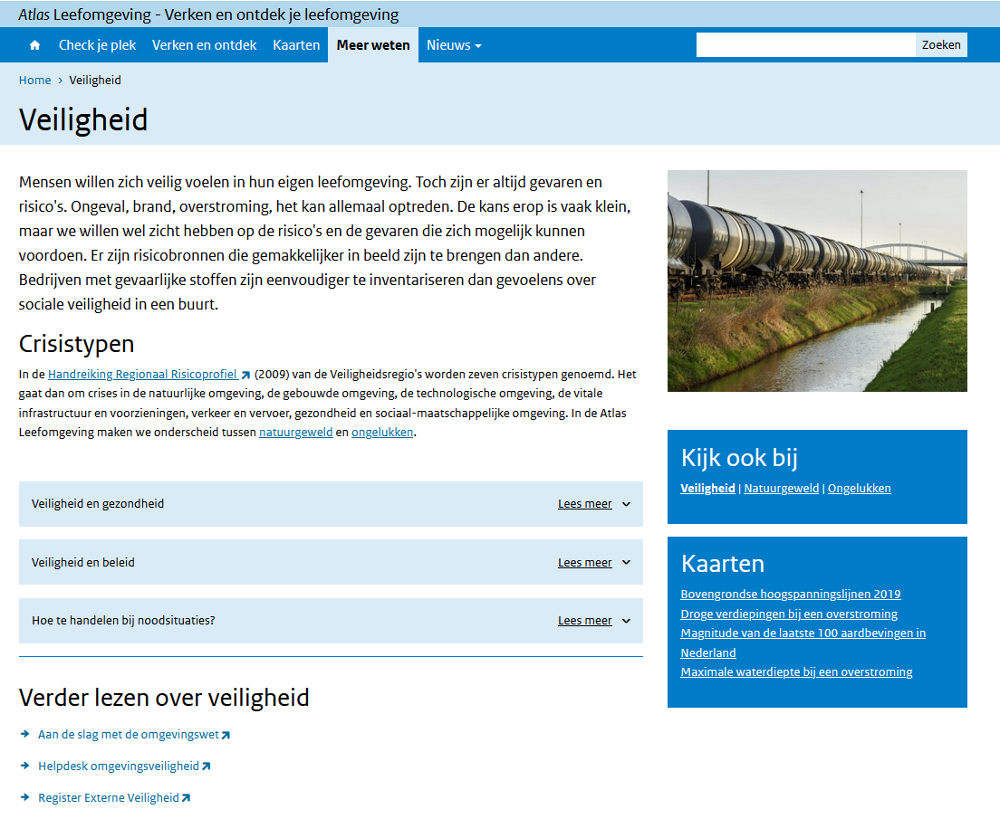 Atlas Leefomgeving - Verken en ontdek je leefomgeving
Check je plek Verken en ontdek Kaarten Meer weten Nieuws
Zoeken
Home › Veiligheid
Veiligheid
Mensen willen zich veilig voelen in hun eigen leefomgeving. Toch zijn er altijd gevaren en
risico's. Ongeval, brand, overstroming, het kan allemaal optreden. De kans erop is vaak klein,
maar we willen wel zicht hebben op de risico's en de gevaren die zich mogelijk kunnen
voordoen. Er zijn risicobronnen die gemakkelijker in beeld zijn te brengen dan andere.
Bedrijven met gevaarlijke stoffen zijn eenvoudiger te inventariseren dan gevoelens over
sociale veiligheid in een buurt.
Crisistypen
In de Handreiking Regionaal Risicoprofiel (2009) van de Veiligheidsregio's worden zeven crisistypen genoemd. Het
gaat dan om crises in de natuurlijke omgeving, de gebouwde omgeving, de technologische omgeving, de vitale
infrastructuur en voorzieningen, verkeer en vervoer, gezondheid en sociaal-maatschappelijke omgeving. In de Atlas
Leefomgeving maken we onderscheid tussen natuurgeweld en ongelukken.
Veiligheid en gezondheid Lees meer
Veiligheid en beleid Lees meer
Hoe te handelen bij noodsituaties? Lees meer
Verder lezen over veiligheid
Aan de slag met de omgevingswet
Helpdesk omgevingsveiligheid
Register Externe Veiligheid
Kijk ook bij
Veiligheid | Natuurgeweld | Ongelukken
Kaarten
Bovengrondse hoogspanningslijnen 2019
Droge verdiepingen bij een overstroming
Magnitude van de laatste 100 aardbevingen in
Nederland
Maximale waterdiepte bij een overstroming